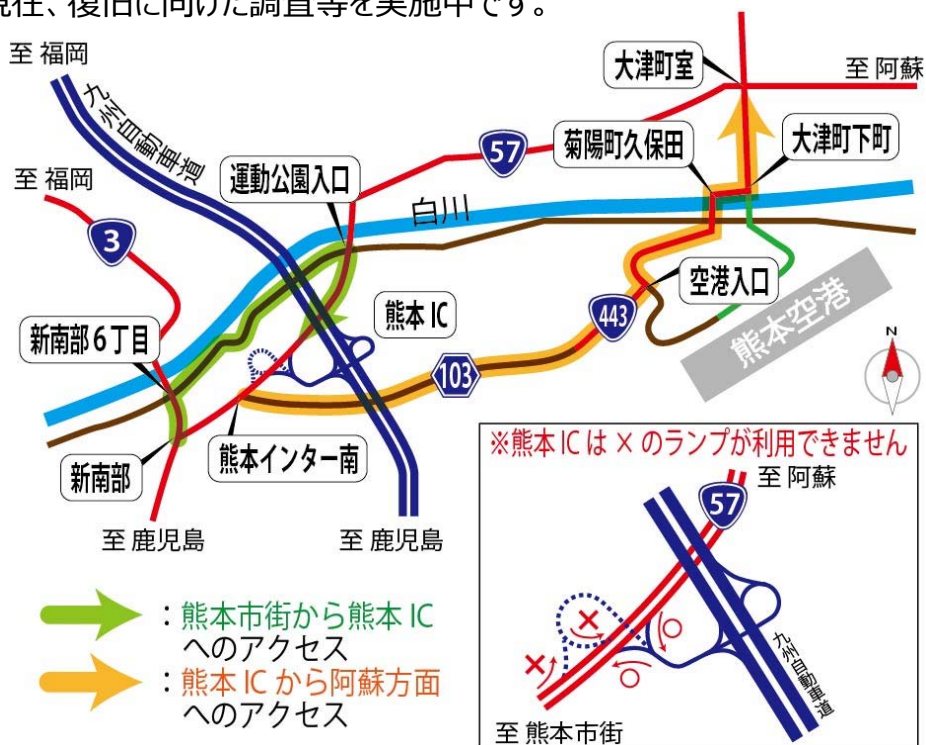 現在、復旧に向けた調査等を実施中です。
至 福岡
九州自動車道
大津町室
至 阿蘇
57
菊陽町久保田
大津町下町
運動公園入口
至 福岡
白川
3
空港入口
熊本空港
熊本 IC
443
新南部6丁目
103
N
新南部
熊本インター南
至 鹿児島
至 鹿児島
※熊本 IC は × のランプが利用できません
至 阿蘇
57
九州自動車道
至 熊本市街
:熊本市街から熊本 IC
へのアクセス
:熊本 IC から阿蘇方面
へのアクセス